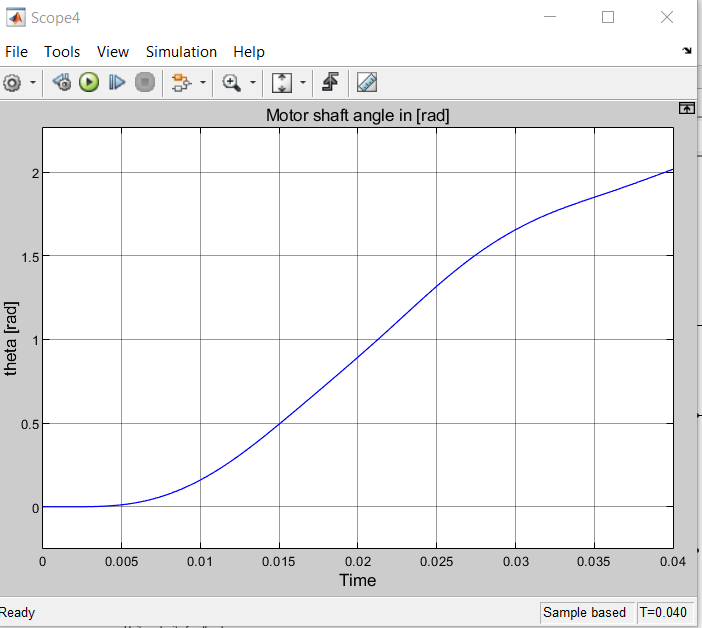 Scope4
File Tools View Simulation Help
Motor shaft angle in [rad]
2
1.5
1
0.5
0
theta [rad]
0 0.005 0.01 0.015 0.02 0.025 0.03 0.035 0.04
Time
Ready Sample based T=0.040